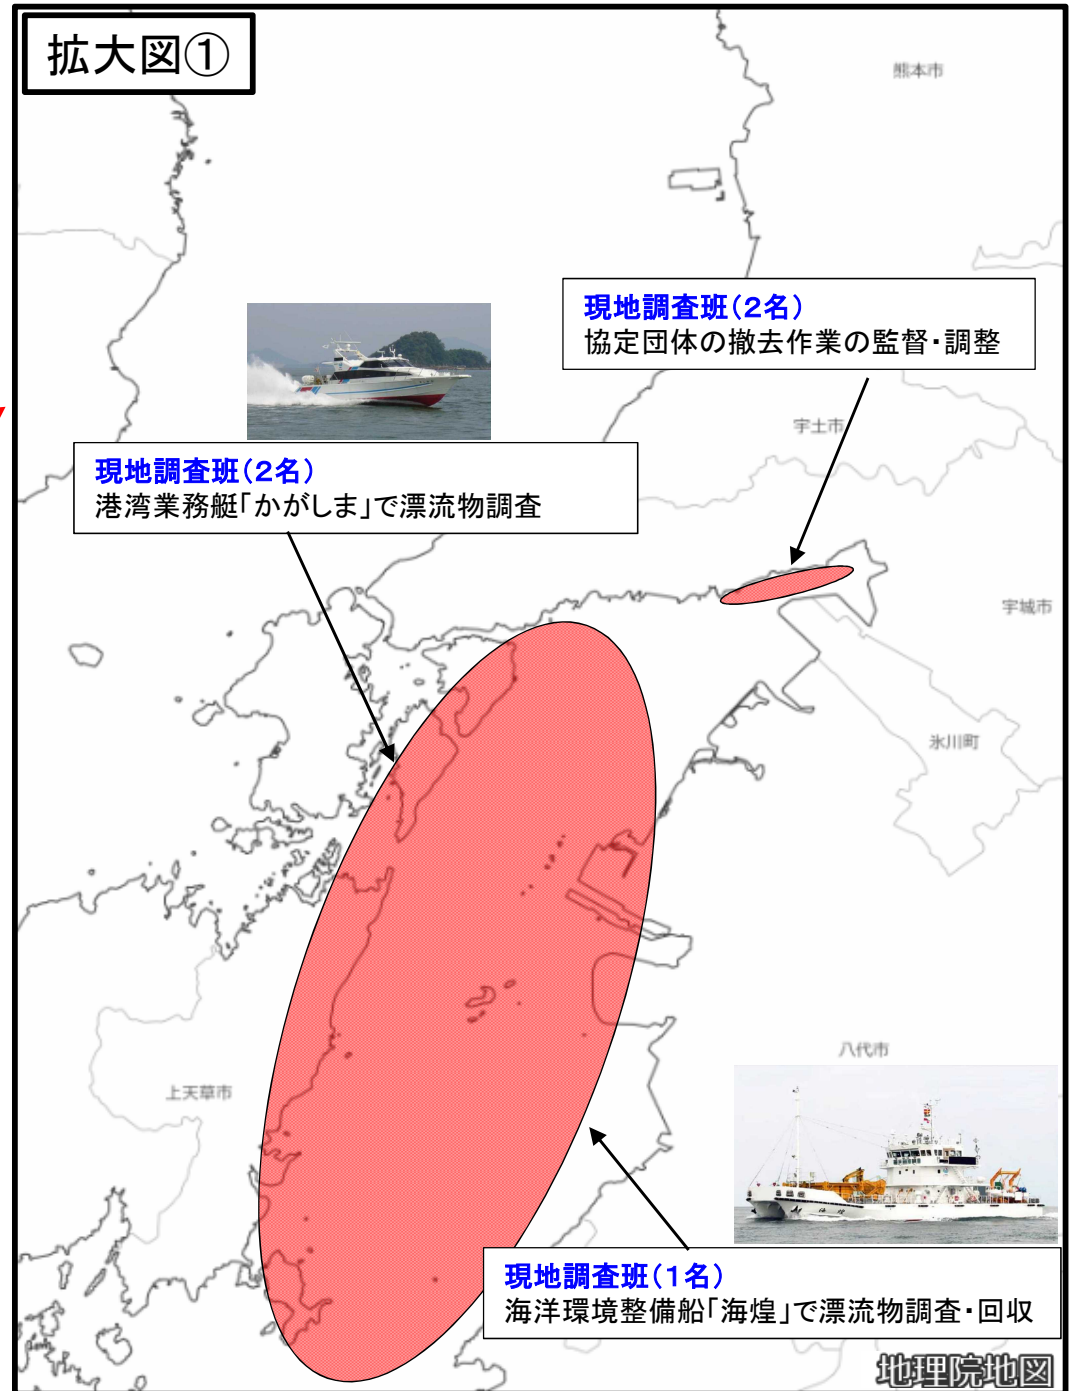 拡大図①
熊本市
現地調査班（2名）
協定団体の撤去作業の監督・調整
宇土市
現地調査班（2名）
港湾業務艇「かがしま」で漂流物調査
宇城市
氷川町
八代市
上天草市
現地調査班（1名）
海洋環境整備船「海煌」で漂流物調査・回収
地理院地図